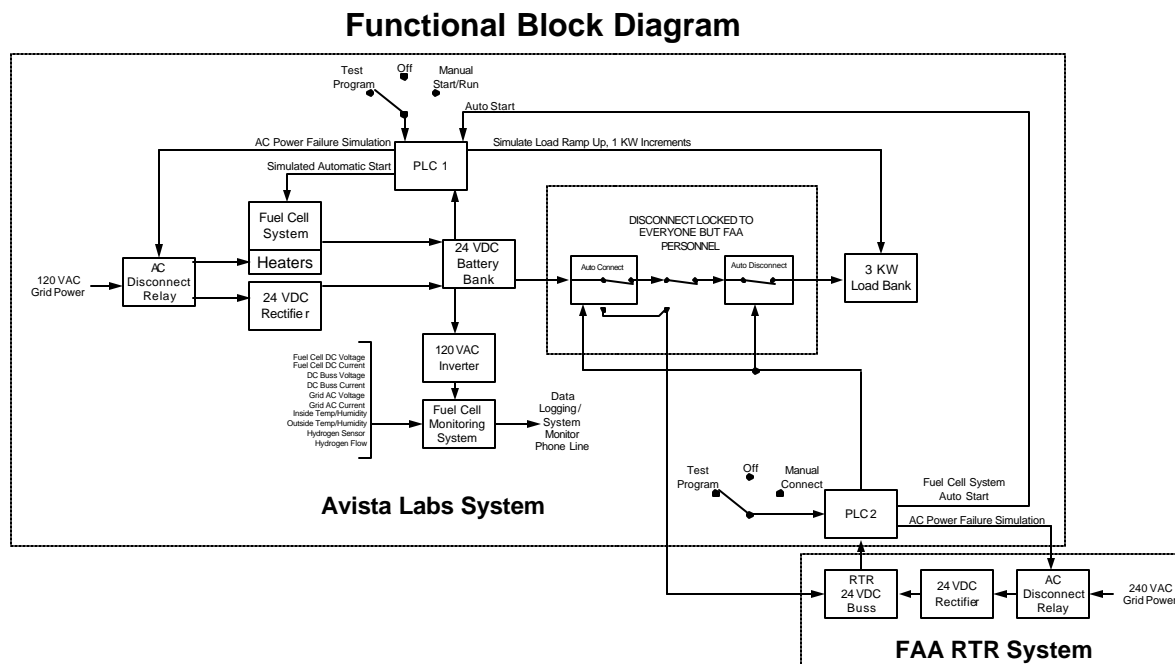 Functional Block Diagram
Test
Program
Off
Manual
Start/Run
Auto Start
AC Power Failure Simulation
PLC 1
Simulate Load Ramp Up, 1 KW Increments
Simulated Automatic Start
Fuel Cell
System
Heaters
DISCONNECT LOCKED TO
EVERYONE BUT FAA
PERSONNEL
120 VAC
Grid Power
AC
Disconnect
Relay
24 VDC
Rectifier
24 VDC
Battery
Bank
Auto Connect
Auto Disconnect
3 KW
Load Bank
120 VAC
Inverter
Fuel Cell DC Voltage
Fuel Cell DC Current
DC Buss Voltage
DC Buss Current
Grid AC Voltage
Grid AC Current
Inside Temp/Humidity
Outside Temp/Humidity
Hydrogen Sensor
Hydrogen Flow
Fuel Cell
Monitoring
System
Data
Logging/
System
Monitor
Phone Line
Avista Labs System
Test
Program
Off
Manual
Connect
PLC 2
Fuel Cell System
Auto Start
AC Power Failure Simulation
RTR
24 VDC
Buss
24 VDC
Rectifier
AC
Disconnect
Relay
240 VAC
Grid Power
FAA RTR System